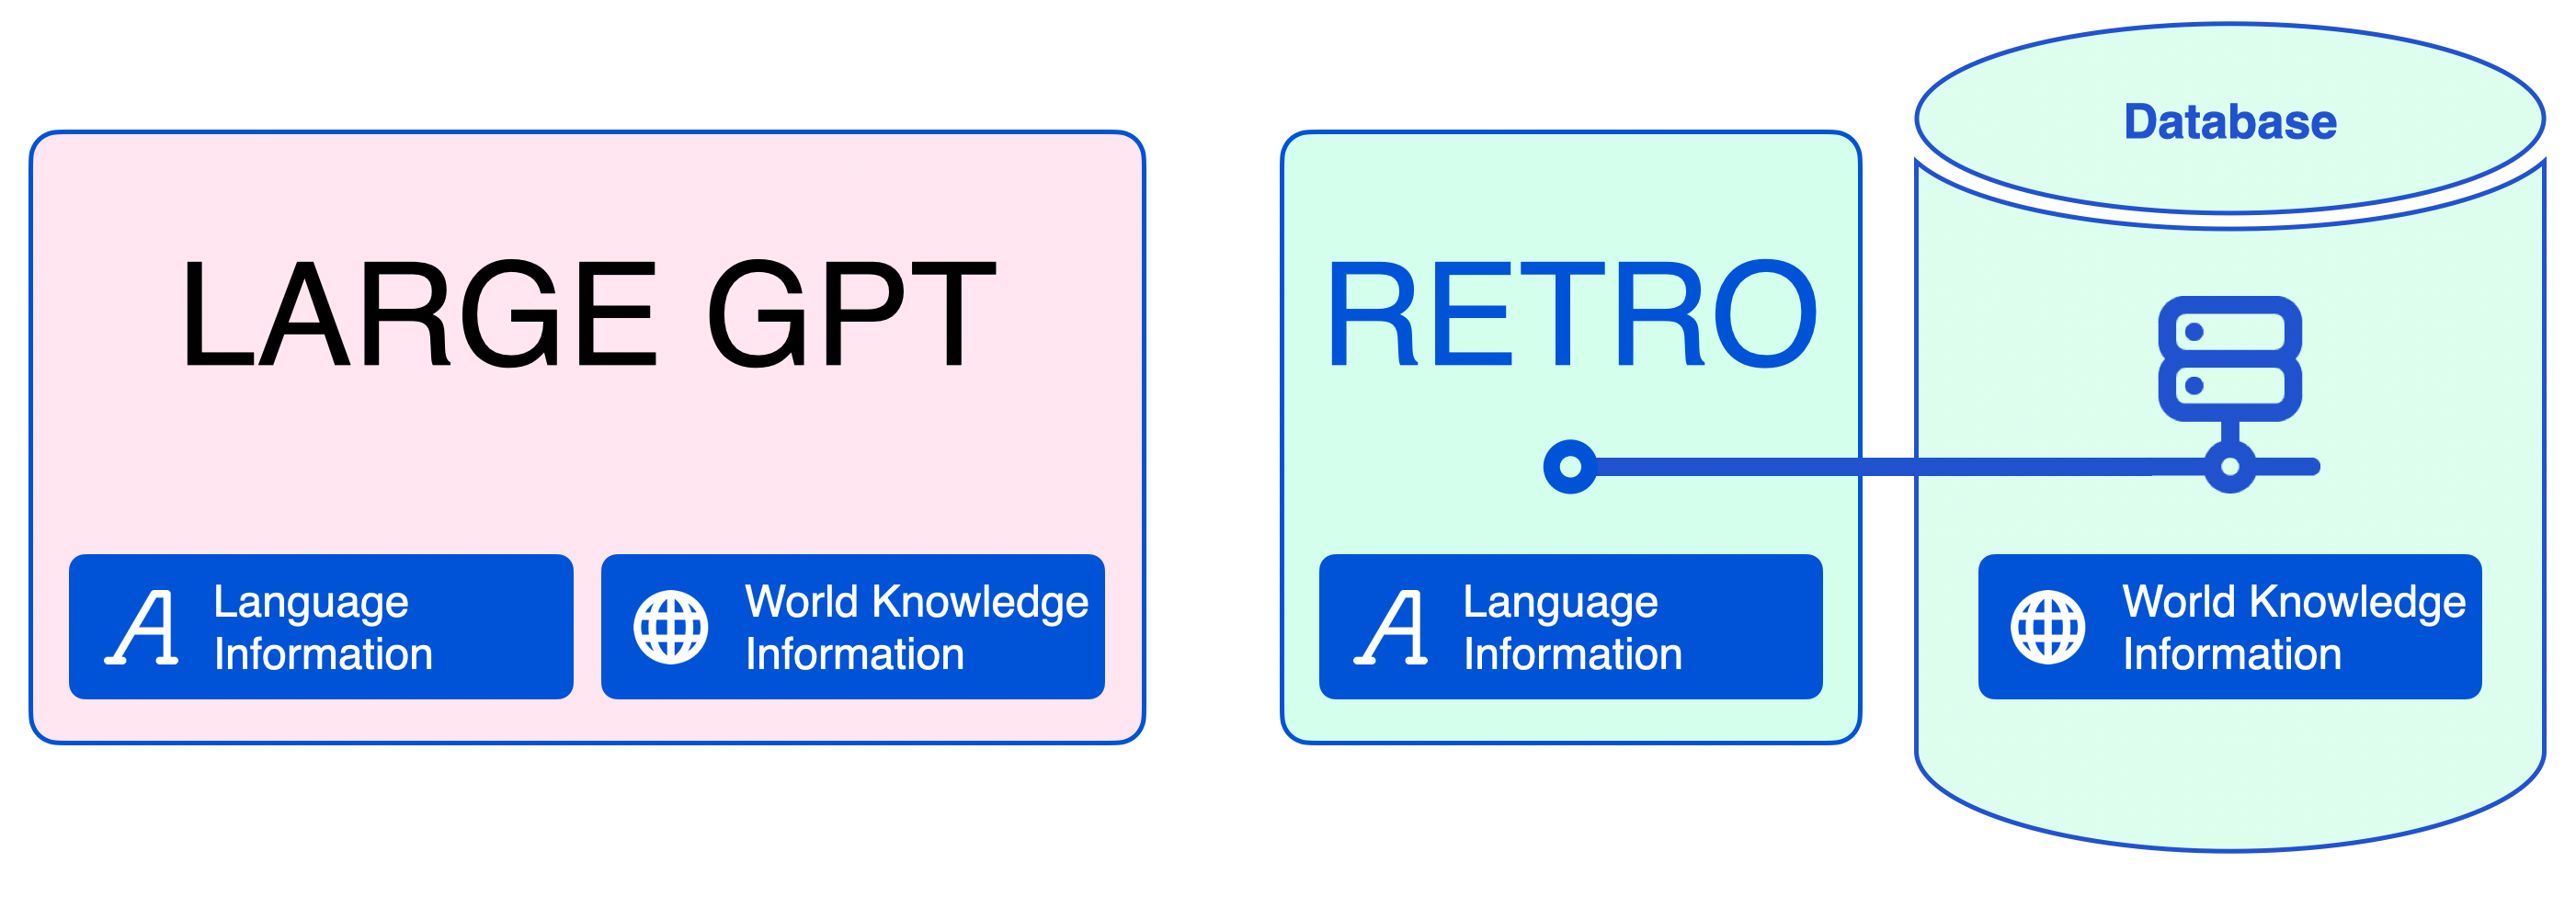 Database
LARGE GPT
RETRO
Language
Information
World Knowledge
Information
Language
Information
World Knowledge
Information